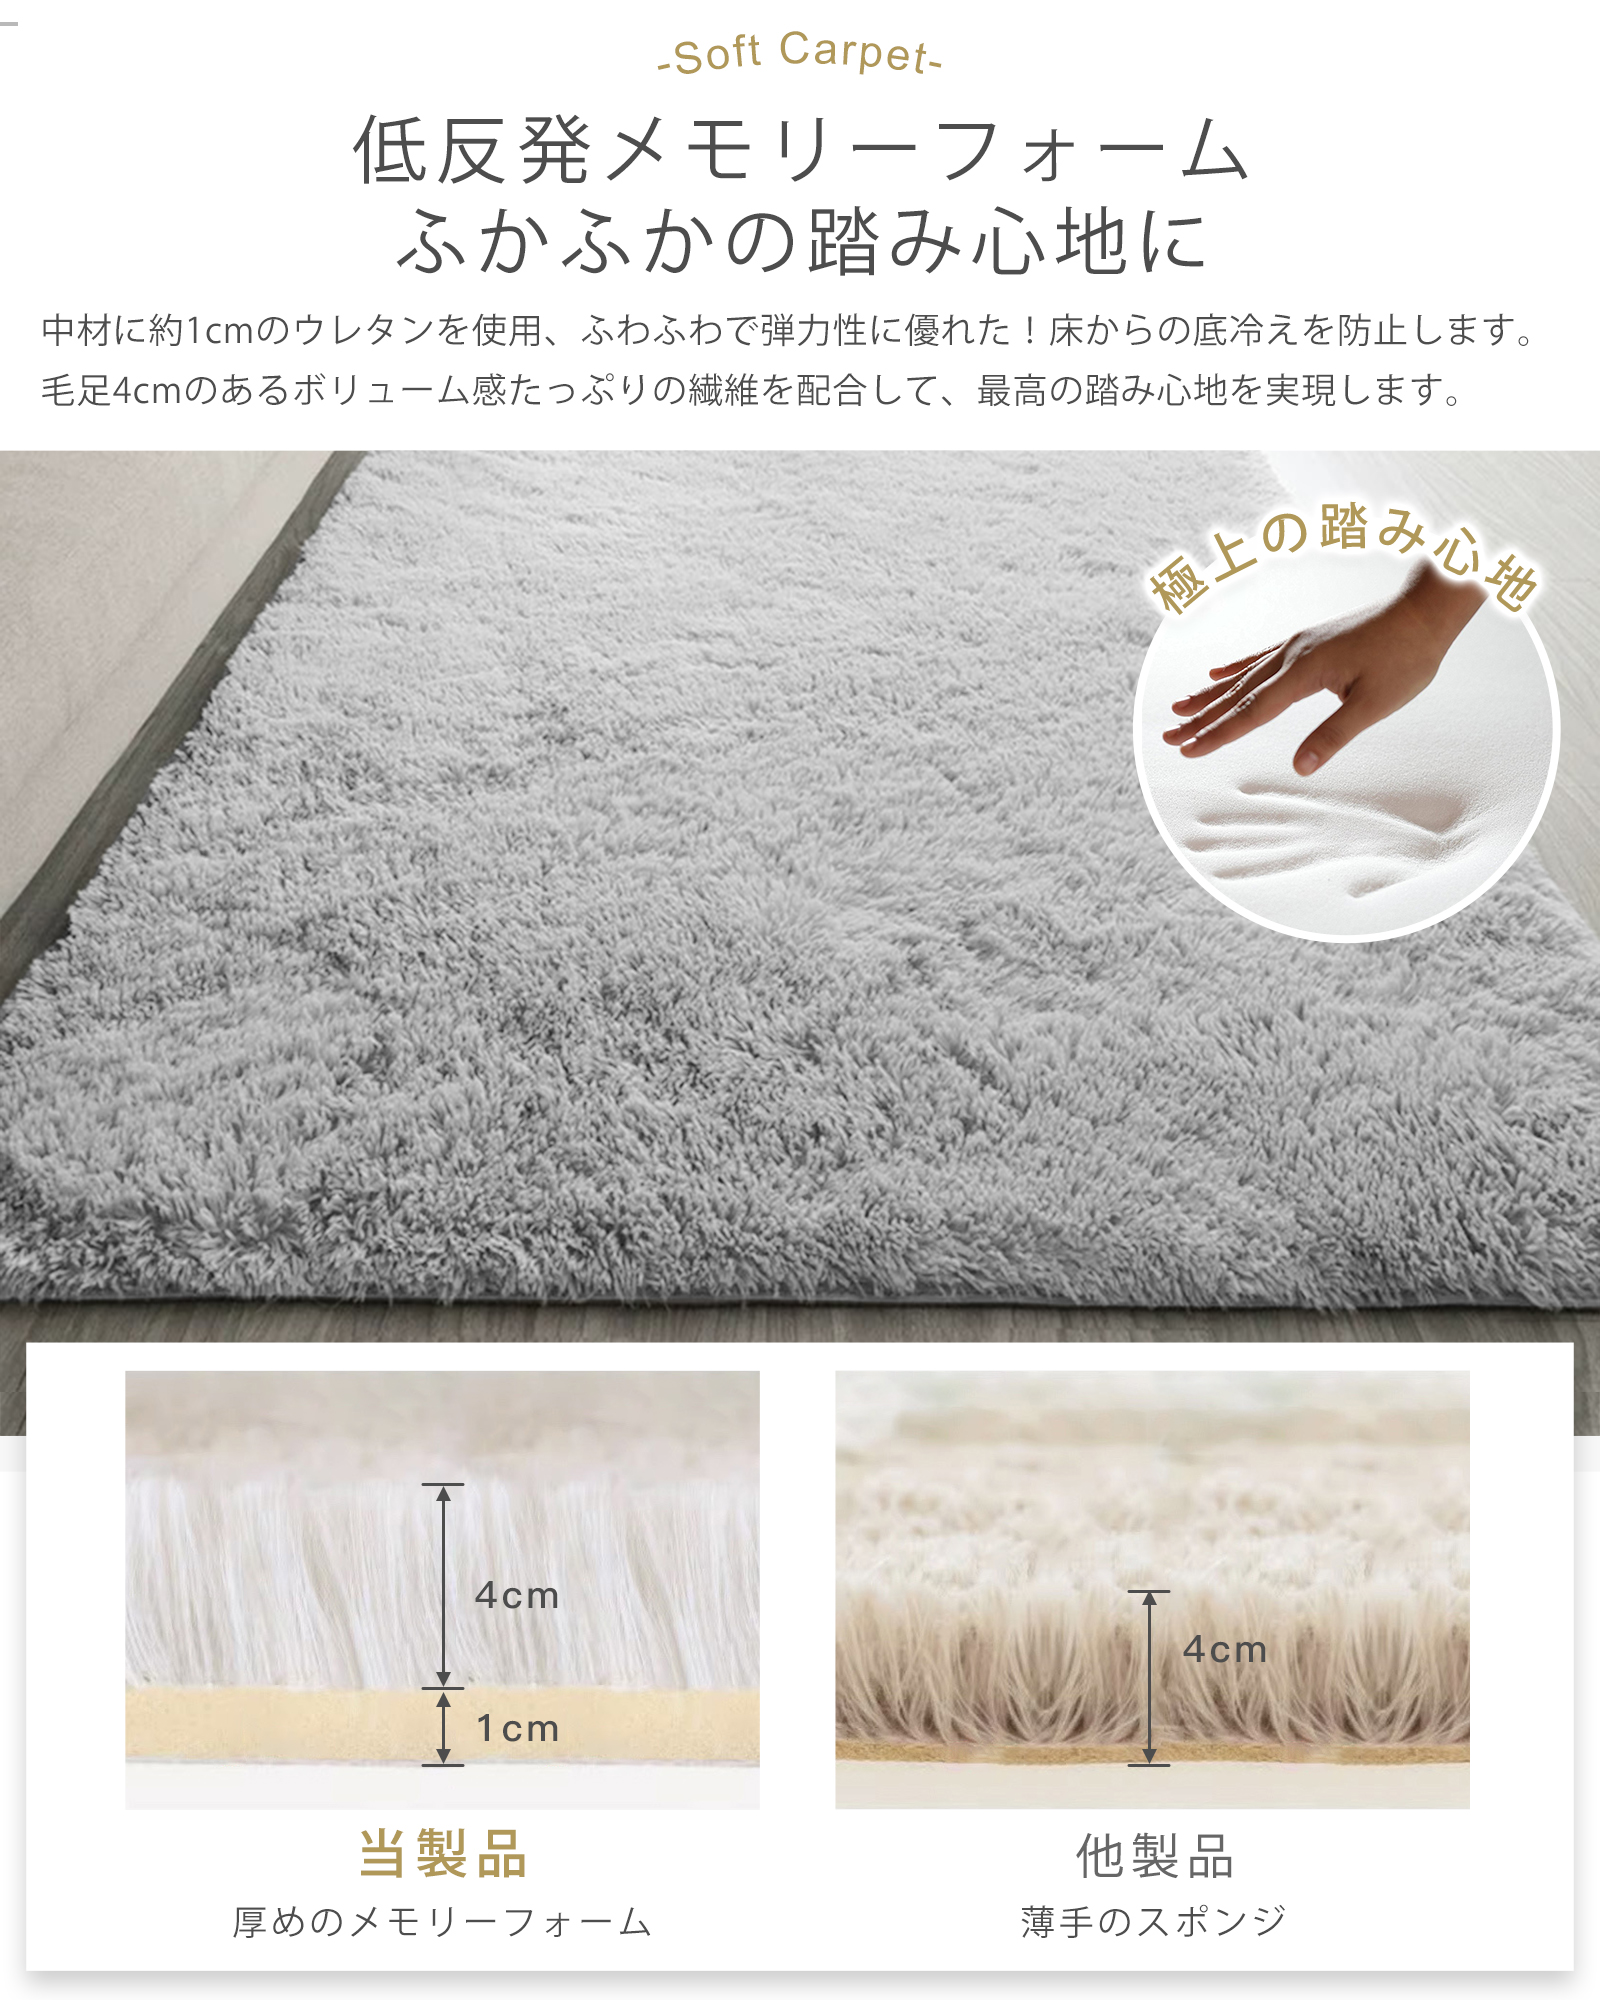 -Soft Carpet-
低反発メモリーフォーム
ふかふかの踏み心地に
中材に約1cmのウレタンを使用、ふわふわで弾力性に優れた！床からの底冷えを防止します。
毛足4cmのあるボリューム感たっぷりの繊維を配合して、最高の踏み心地を実現します。
極上の踏み心地
4cm
1cm
4cm
当製品
厚めのメモリーフォーム
他製品
薄手のスポンジ